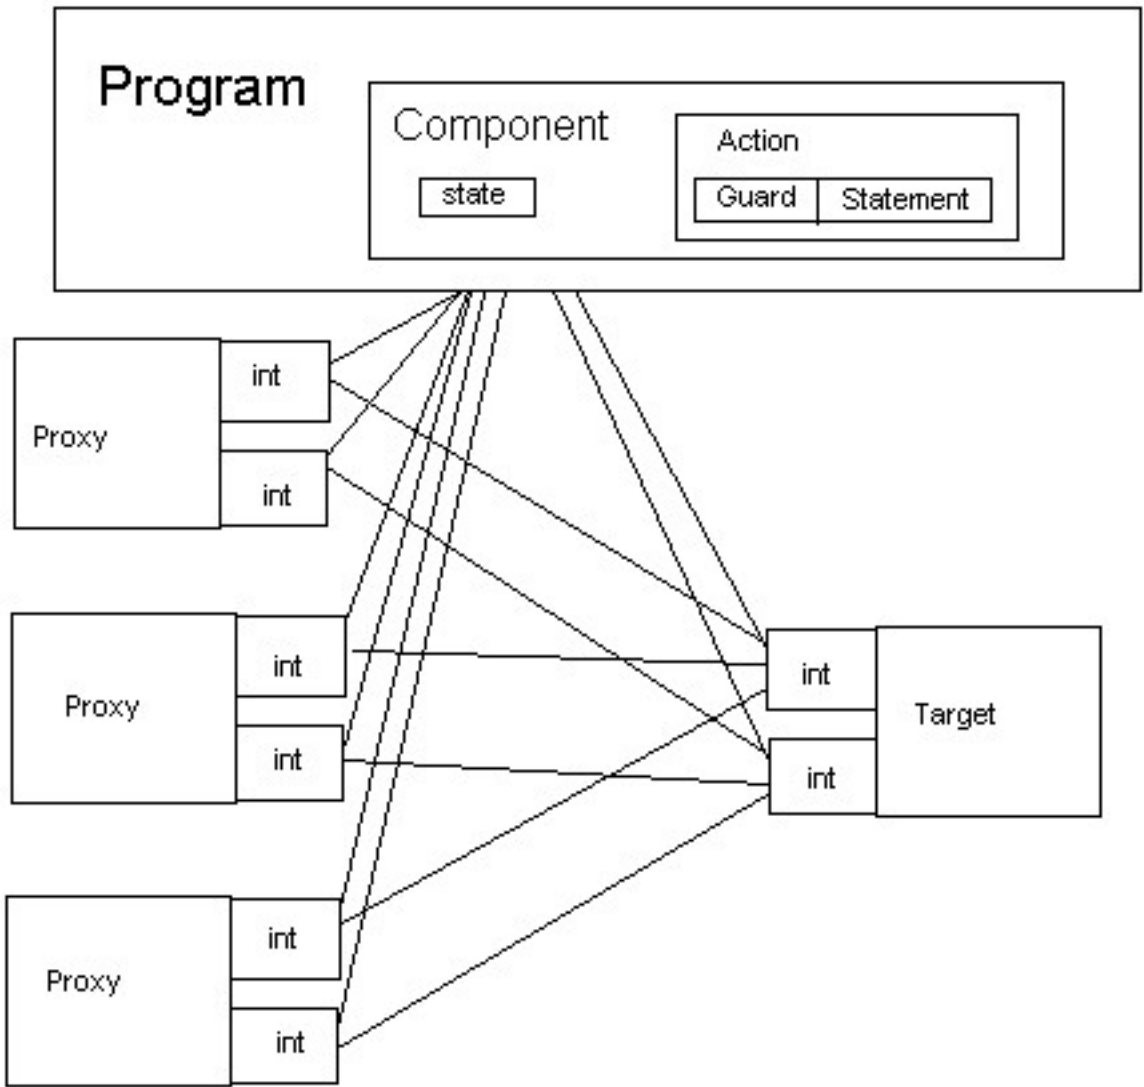 Program
Component
Action
state
Guard
Statement
int
Proxy
int
int
Proxy
int
int
Target
int
int
Proxy
int